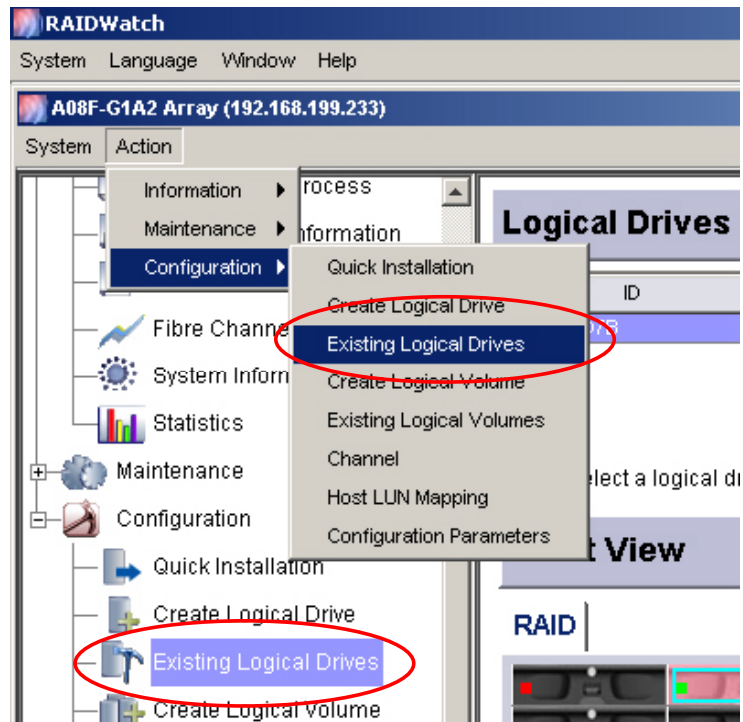 RAIDWatch
System Language Window Help
A08F-G1A2 Array (192.168.199.233)
System Action
Information
Maintenance
Configuration
Quick Installation
Create Logical Drive
Existing Logical Drives
Create Logical Volume
Existing Logical Volumes
Channel
Host LUN Mapping
Configuration Parameters
rocess
formation
Fibre Channe
System Inforn
Statistics
Maintenance
Configuration
Quick Installation
Create Logical Drive
Existing Logical Drives
Create Logical Volume
Logical Drives
ID
7B
elect a logical dr
t View
RAID